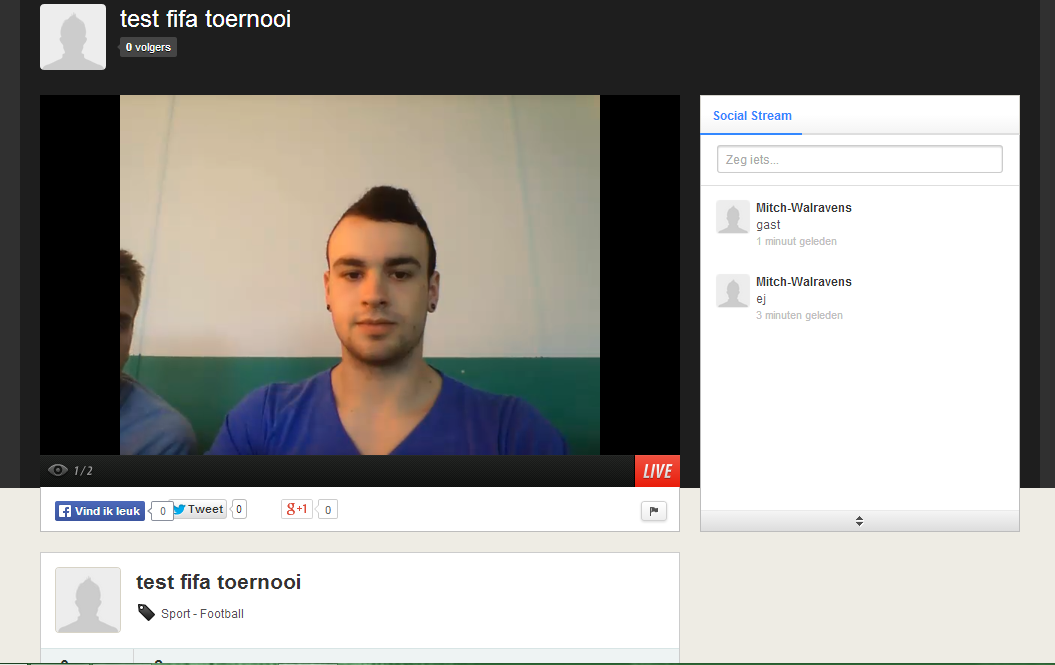 test fifa toernooi
0 volgers
Social Stream
Zeg iets...
Mitch-Walravens
gast
1 minuut geleden
Mitch-Walravens
ej
3 minuten geleden
1/2
LIVE
Vind ik leuk 0 Tweet 0 g+1 0
test fifa toernooi
Sport - Football